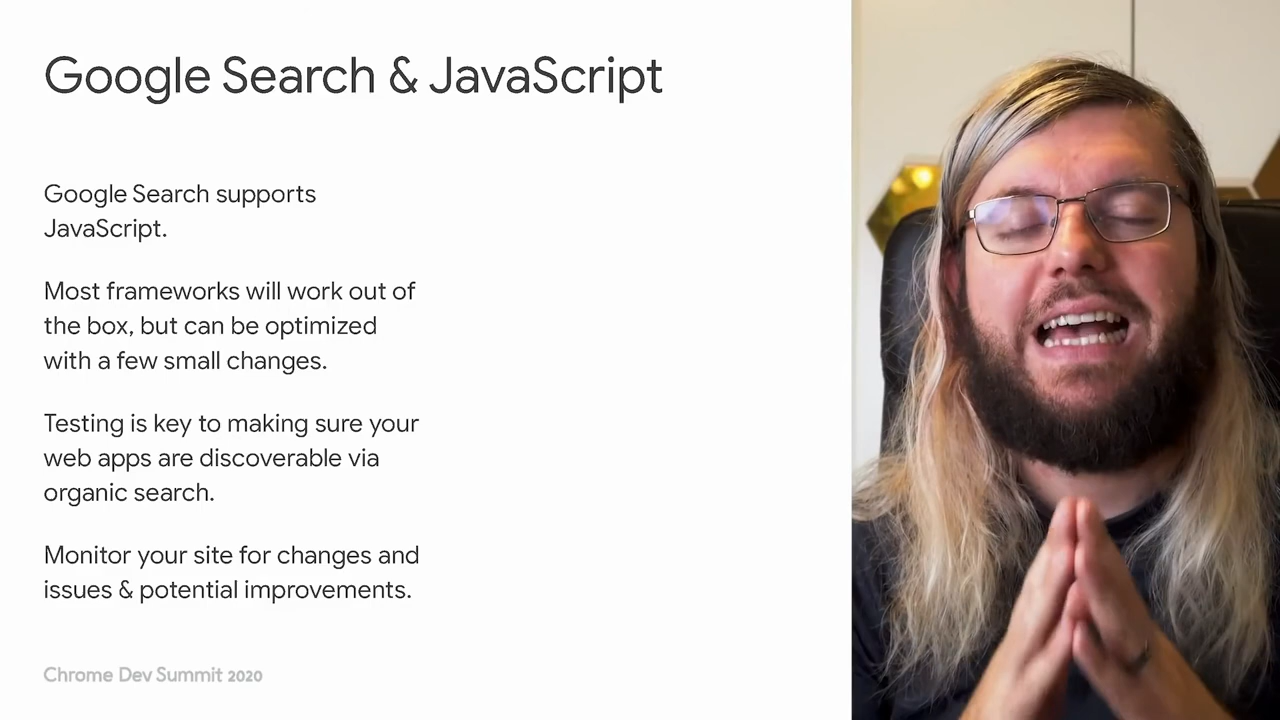 Google Search & JavaScript
Google Search supports
JavaScript.
Most frameworks will work out of
the box, but can be optimized
with a few small changes.
Testing is key to making sure your
web apps are discoverable via
organic search.
Monitor your site for changes and
issues & potential improvements.
Chrome Dev Summit 2020